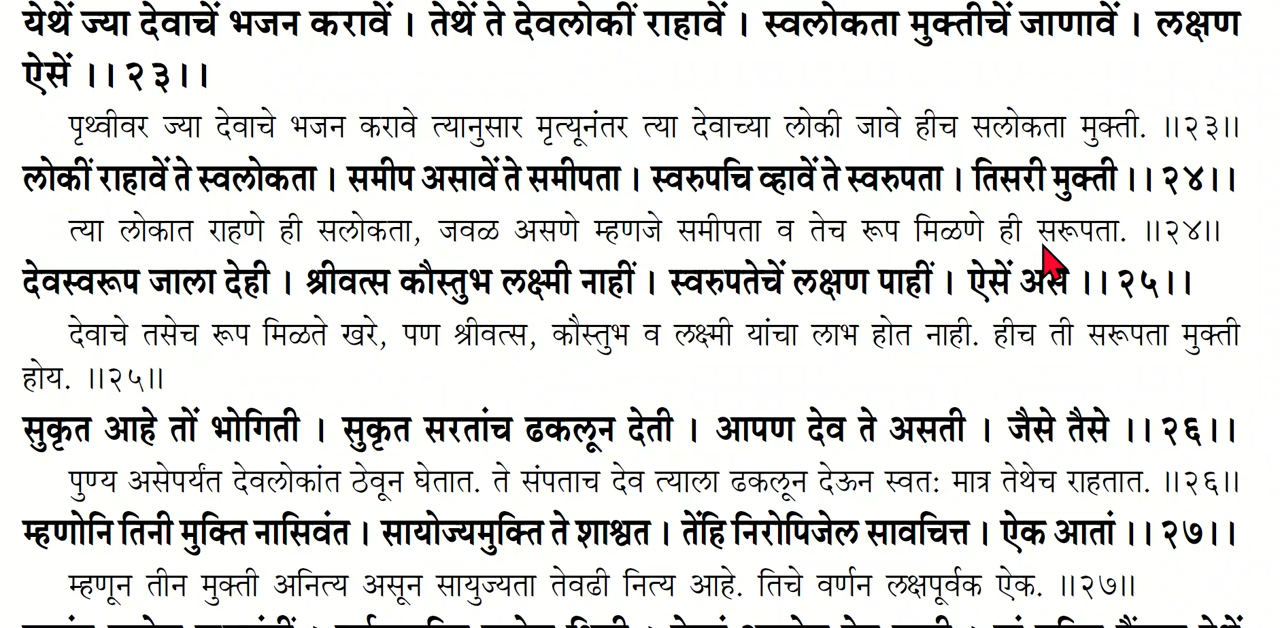 येथें ज्या देवाचें भजन करावें । तेथें ते देवलोकीं राहावें । स्वलोकता मुक्तीचें जाणावें । लक्षण
ऐसें ।।२३।।
पृथ्वीवर ज्या देवाचे भजन करावे त्यानुसार मृत्यूनंतर त्या देवाच्या लोकी जावे हीच सलोकता मुक्ती. ॥२३॥
लोकीं राहावें ते स्वलोकता । समीप असावें ते समीपता । स्वरुपचि व्हावें ते स्वरुपता । तिसरी मुक्ती ।।२४।।
त्या लोकात राहणे ही सलोकता, जवळ असणे म्हणजे समीपता व तेच रूप मिळणे ही सरूपता. ॥२४॥
देवस्वरूप जाला देही । श्रीवत्स कौस्तुभ लक्ष्मी नाहीं । स्वरुपतेचें लक्षण पाहीं । ऐसें असे ।।२५।।
देवाचे तसेच रूप मिळते खरे, पण श्रीवत्स, कौस्तुभ व लक्ष्मी यांचा लाभ होत नाही. हीच ती सरूपता मुक्ती
होय. ॥२५॥
सुकृत आहे तों भोगिती । सुकृत सरतांच ढकलून देती । आपण देव ते असती । जैसे तैसे ।।२६।।
पुण्य असेपर्यंत देवलोकांत ठेवून घेतात. ते संपताच देव त्याला ढकलून देऊन स्वत: मात्र तेथेच राहतात. ॥२६॥
म्हणोनि तिनी मुक्ति नासिवंत । सायोज्यमुक्ति ते शाश्वत । तेंहि निरोपिजेल सावचित्त । ऐक आतां ।।२७।।
म्हणून तीन मुक्ती अनित्य असून सायुज्यता तेवढी नित्य आहे. तिचे वर्णन लक्षपूर्वक ऐक. ॥२७॥